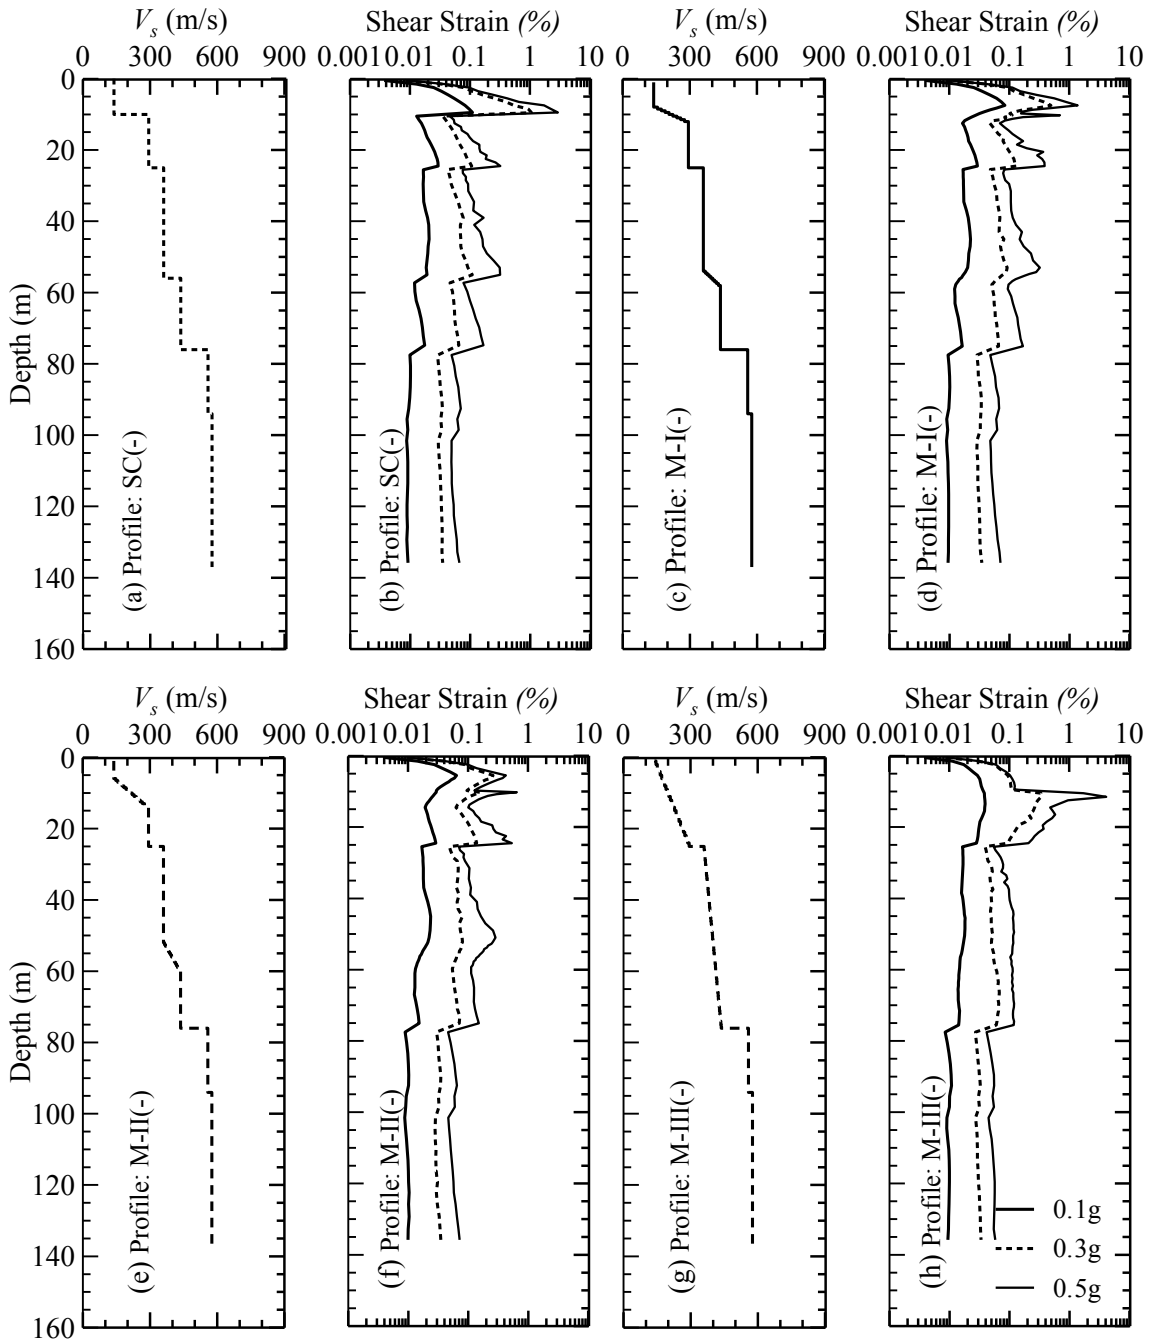 V_s (m/s)
Shear Strain (%)
V_s (m/s)
Shear Strain (%)
0 300 600 900
0.001 0.01 0.1 1 10
0 300 600 900
0.001 0.01 0.1 1 10
0
20
40
60
80
100
120
140
160
Depth (m)
(a) Profile: SC(-)
(b) Profile: SC(-)
(c) Profile: M-I(-)
(d) Profile: M-I(-)
V_s (m/s)
Shear Strain (%)
V_s (m/s)
Shear Strain (%)
0 300 600 900
0.001 0.01 0.1 1 10
0 300 600 900
0.001 0.01 0.1 1 10
0
20
40
60
80
100
120
140
160
Depth (m)
(e) Profile: M-II(-)
(f) Profile: M-II(-)
(g) Profile: M-III(-)
(h) Profile: M-III(-)
0.1g
0.3g
0.5g